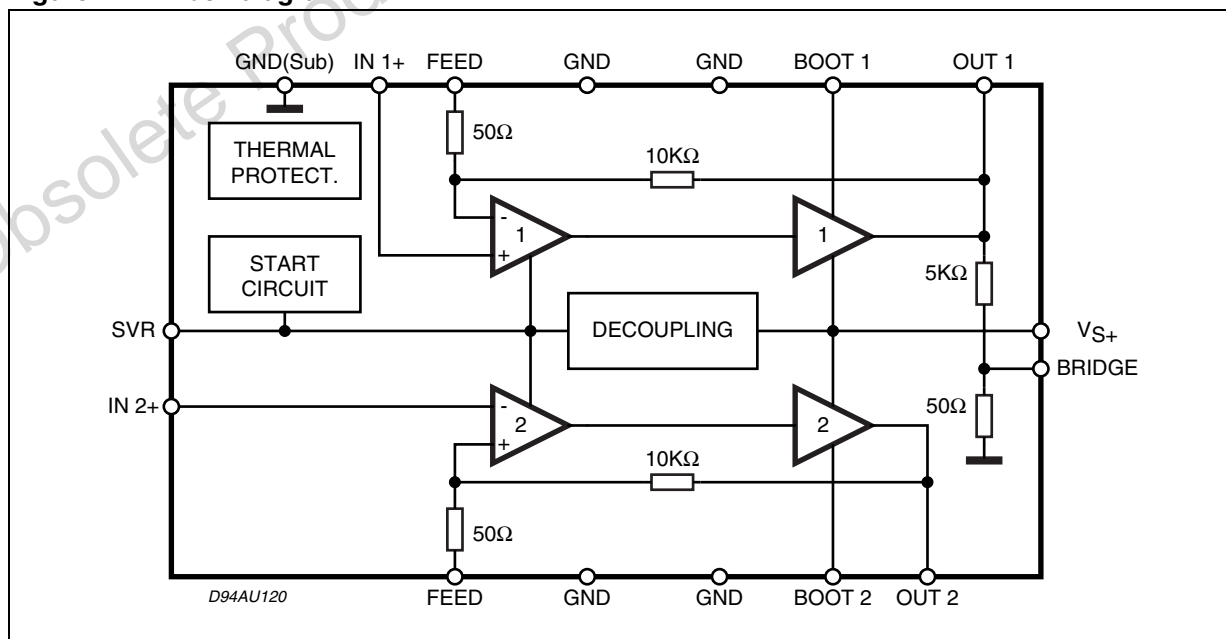 GND(Sub) IN 1+ FEED GND GND BOOT 1 OUT 1
50Ω
THERMAL
PROTECT.
10KΩ
-
1
+
1
START
CIRCUIT
5KΩ
SVR
DECOUPLING
VS+
BRIDGE
IN 2+
-
2
+
2
50Ω
10KΩ
50Ω
D94AU120
FEED GND GND BOOT 2 OUT 2